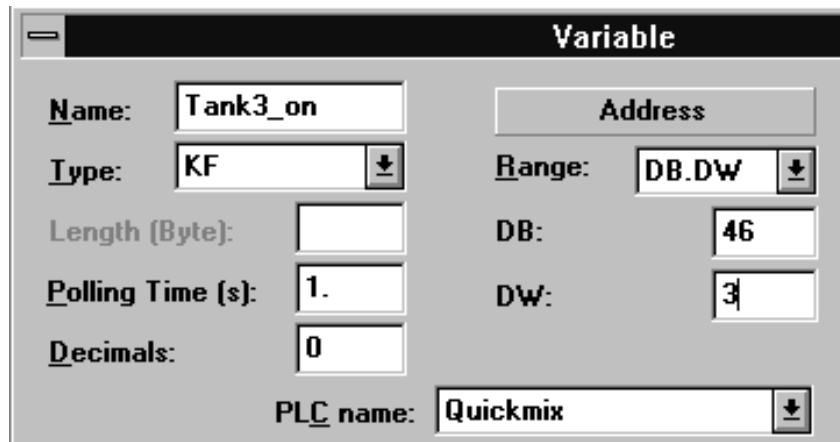 Variable
Name: Tank3_on
Address
Type: KF
Range: DB.DW
Length (Byte):
DB: 46
Polling Time (s): 1.
DW: 3
Decimals: 0
PLC name: Quickmix